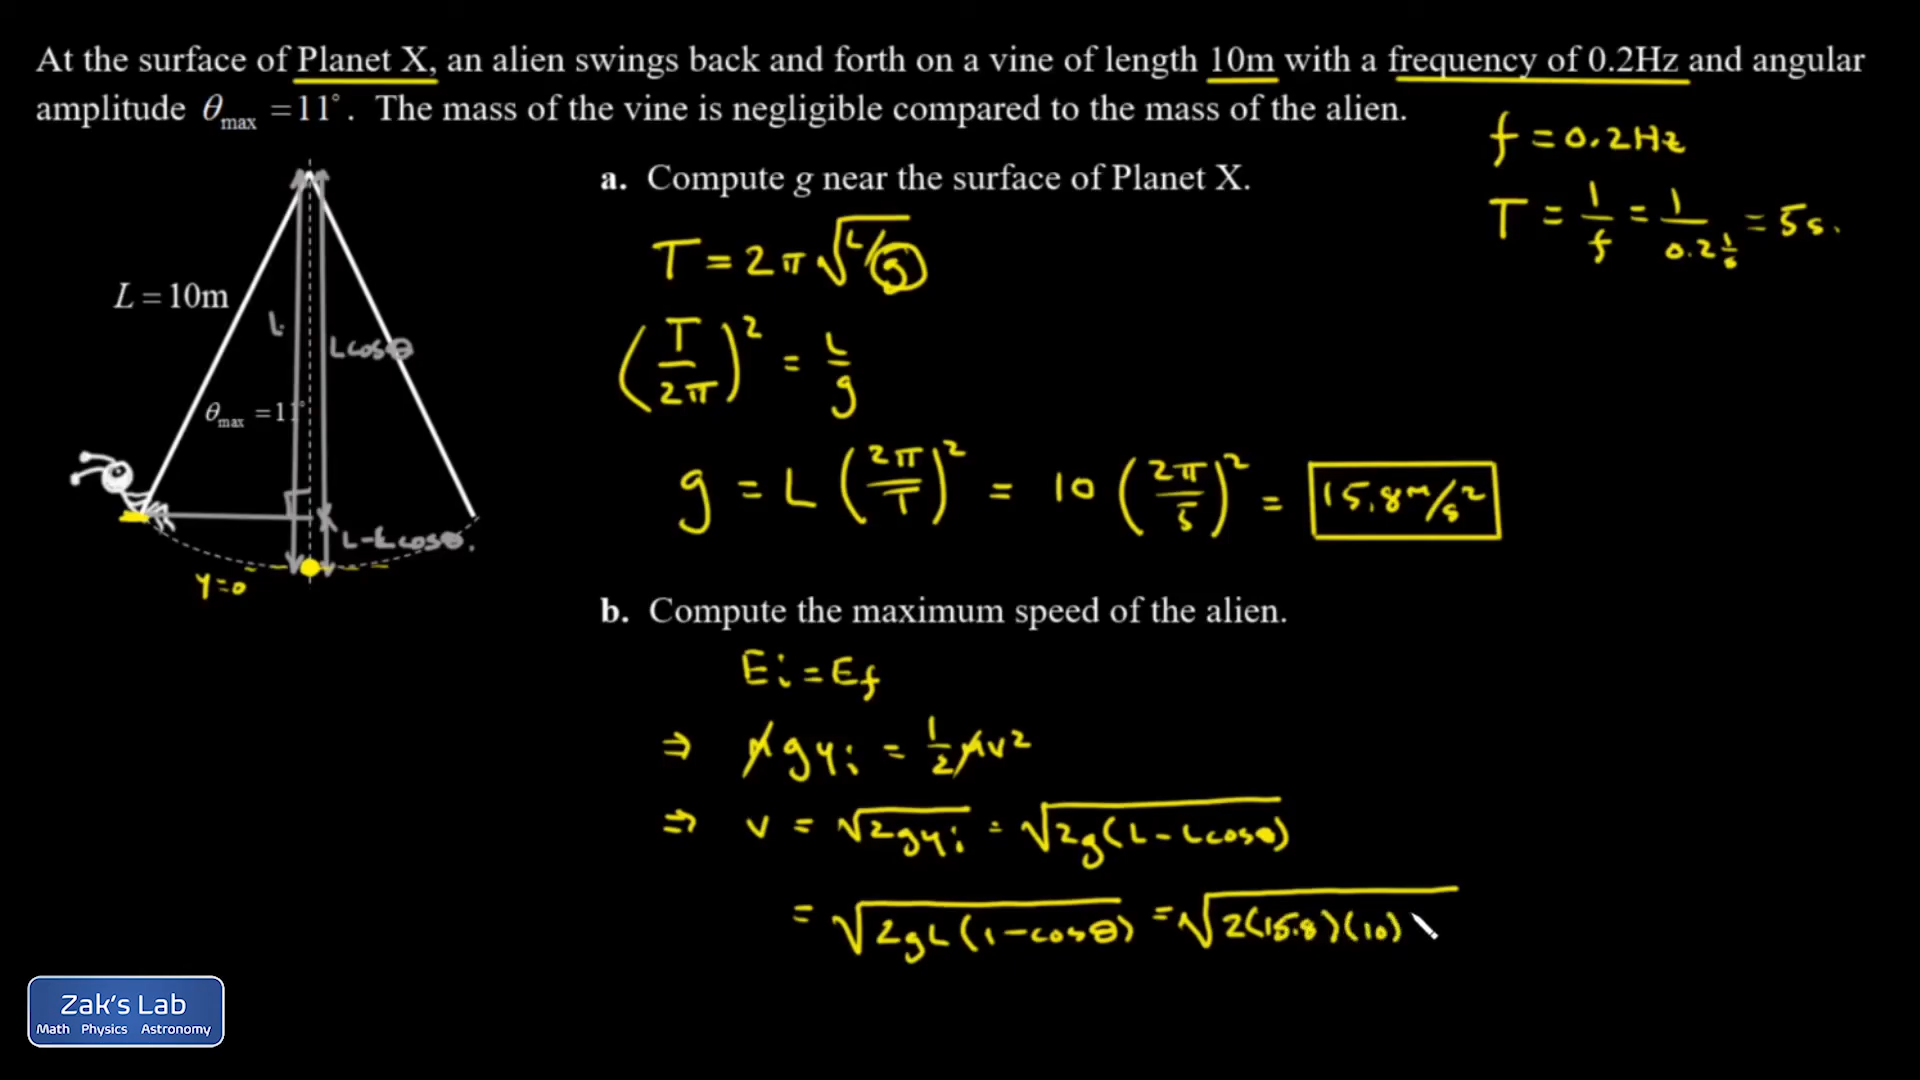 At the surface of Planet X, an alien swings back and forth on a vine of length 10m with a frequency of 0.2Hz and angular
amplitude θmax = 11°. The mass of the vine is negligible compared to the mass of the alien.
f = 0.2Hz
T = 1/f = 1/(0.2 1/s) = 5s.
a. Compute g near the surface of Planet X.
T = 2π√(L/g)
(T/2π)² = L/g
g = L(2π/T)² = 10(2π/5)² = 15.8 m/s²
L = 10m
L
Lcosθ
θmax = 11°
L-Lcosθ.
y=0
b. Compute the maximum speed of the alien.
Ei = Ef
⇒ mgyi = ½mv²
⇒ v = √(2gyi) = √(2g(L-Lcosθ))
= √(2gL(1-cosθ)) = √(2(15.8)(10)
Zak's Lab
Math Physics Astronomy